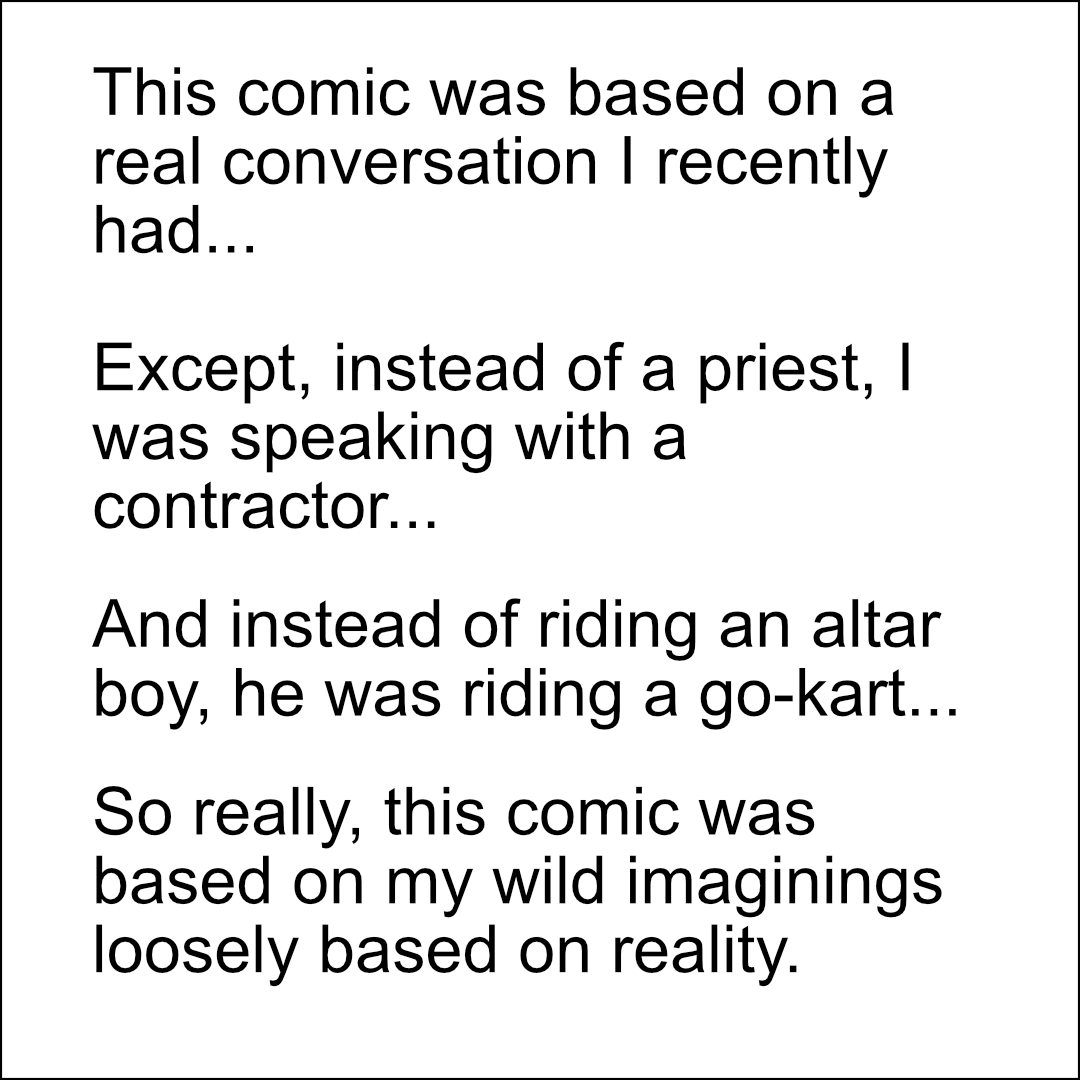 This comic was based on a
real conversation I recently
had...
Except, instead of a priest, I
was speaking with a
contractor...
And instead of riding an altar
boy, he was riding a go-kart...
So really, this comic was
based on my wild imaginings
loosely based on reality.